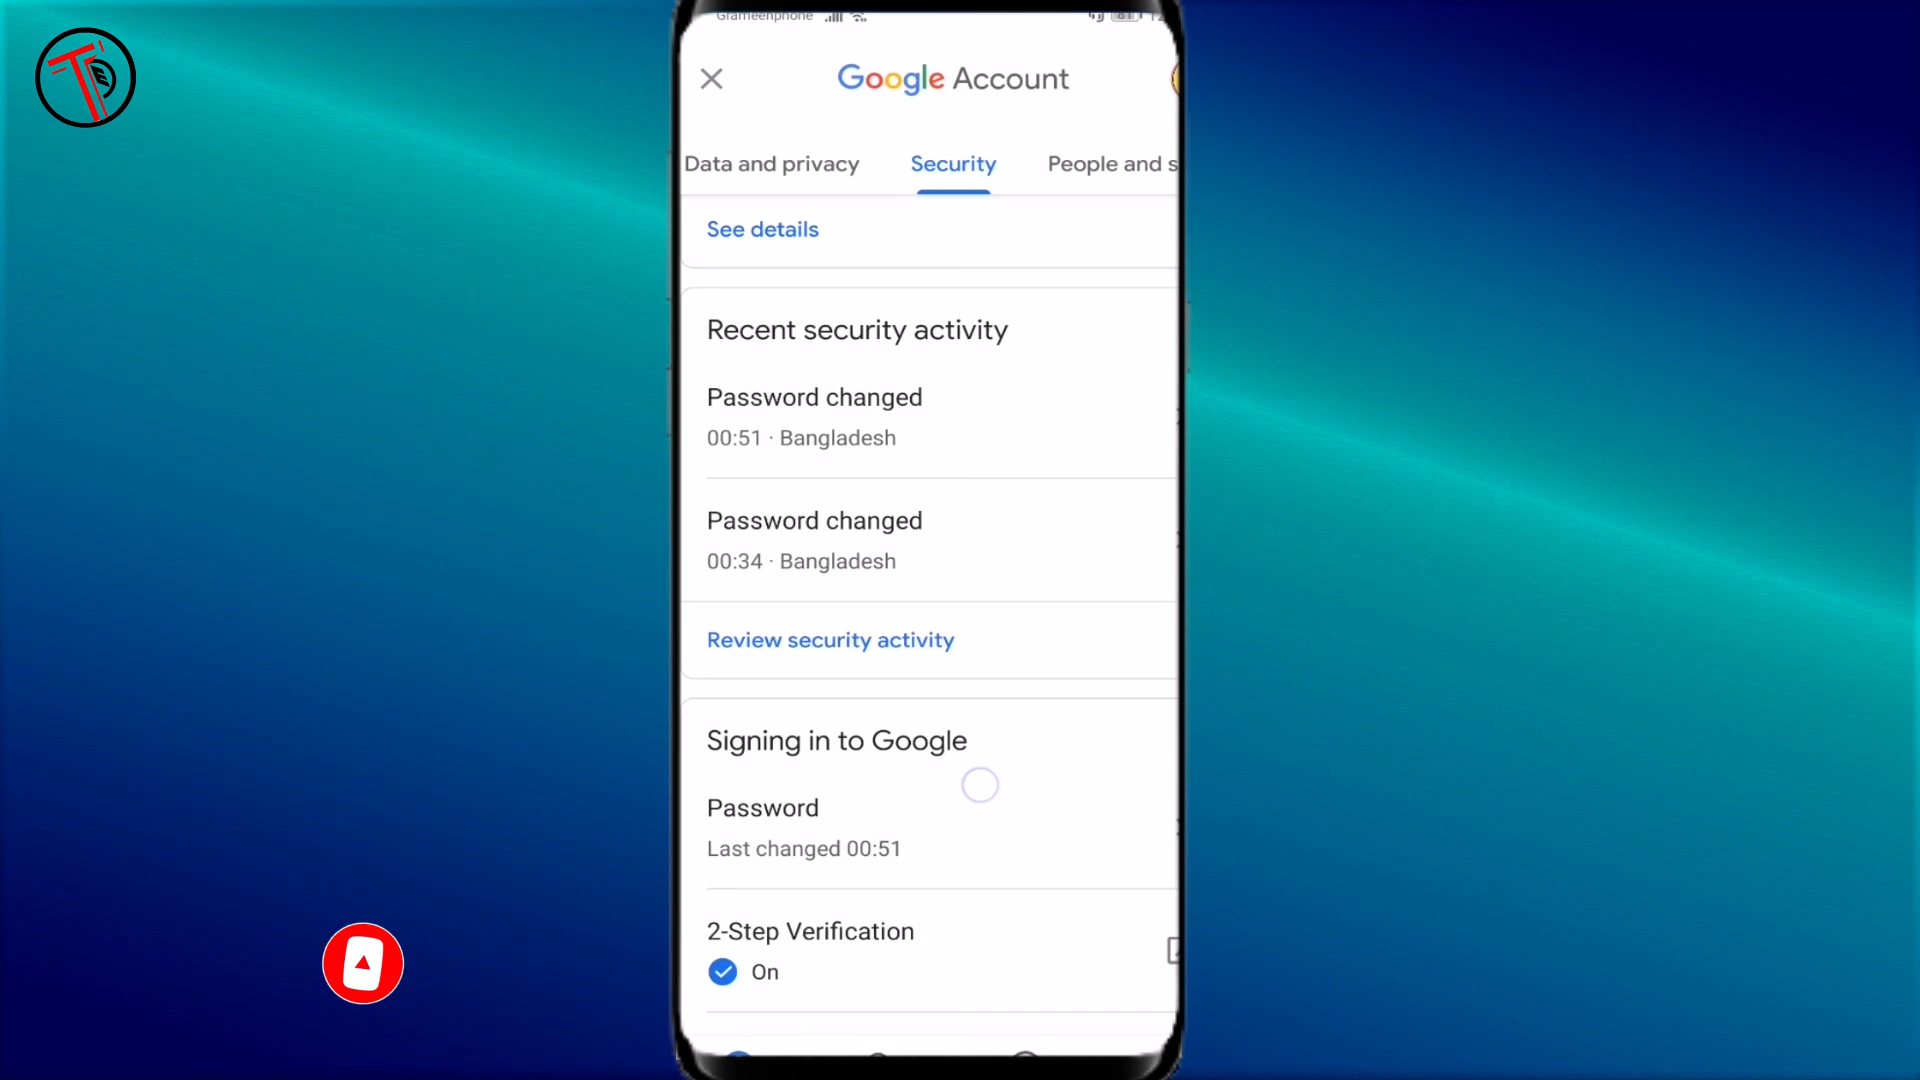 Grameenphone
Google Account
Data and privacy
Security
People and s
See details
Recent security activity
Password changed
00:51 · Bangladesh
Password changed
00:34 · Bangladesh
Review security activity
Signing in to Google
Password
Last changed 00:51
2-Step Verification
On